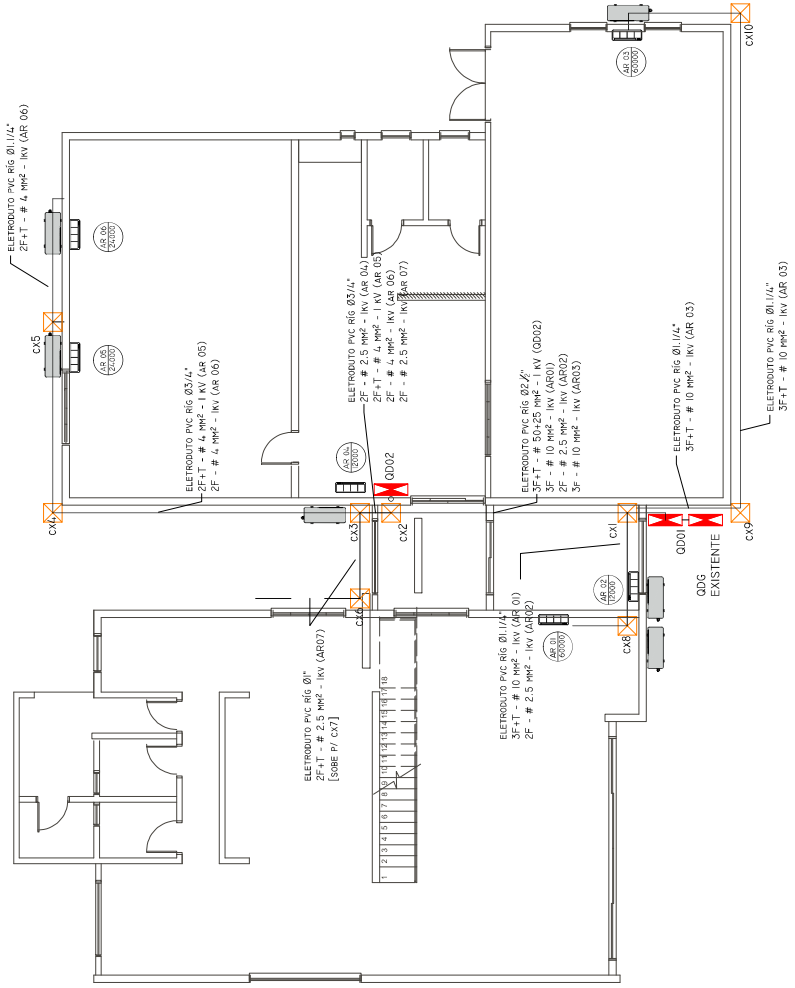 ELETRODUTO PVC RÍG Ø1.1/4"
2F+T - # 4 MM² - 1KV (AR 06)
CX5
AR 06
24000
AR 05
24000
ELETRODUTO PVC RÍG Ø3/4"
2F+T - # 4 MM² - 1 KV (AR 05)
2F - # 4 MM² - 1KV (AR 06)
CX4
ELETRODUTO PVC RÍG Ø3/4"
2F - # 2.5 MM² - 1KV (AR 04)
2F+T - # 4 MM² - 1 KV (AR 05)
2F - # 4 MM² - 1KV (AR 06)
2F - # 2.5 MM² - 1KV (AR 07)
AR 04
12000
QD02
CX3
CX2
CX6
ELETRODUTO PVC RÍG Ø1"
2F+T - # 2.5 MM² - 1KV (AR07)
[SOBE P/ CX7]
1 2 3 4 5 6 7 8 9 10 11 12 13 14 15 16 17 18
ELETRODUTO PVC RÍG Ø2.½"
3F+T - # 50+25 MM² - 1 KV (QD02)
3F - # 10 MM² - 1KV (AR01)
2F - # 2.5 MM² - 1KV (AR02)
3F - # 10 MM² - 1KV (AR03)
ELETRODUTO PVC RÍG Ø1.1/4"
3F+T - # 10 MM² - 1KV (AR 01)
2F - # 2.5 MM² - 1KV (AR02)
AR 01
60000
AR 02
12000
CX1
CX8
AR 03
60000
CX10
ELETRODUTO PVC RÍG Ø1.1/4"
3F+T - # 10 MM² - 1KV (AR 03)
QD01
QDG
EXISTENTE
CX9
ELETRODUTO PVC RÍG Ø1.1/4"
3F+T - # 10 MM² - 1KV (AR 03)